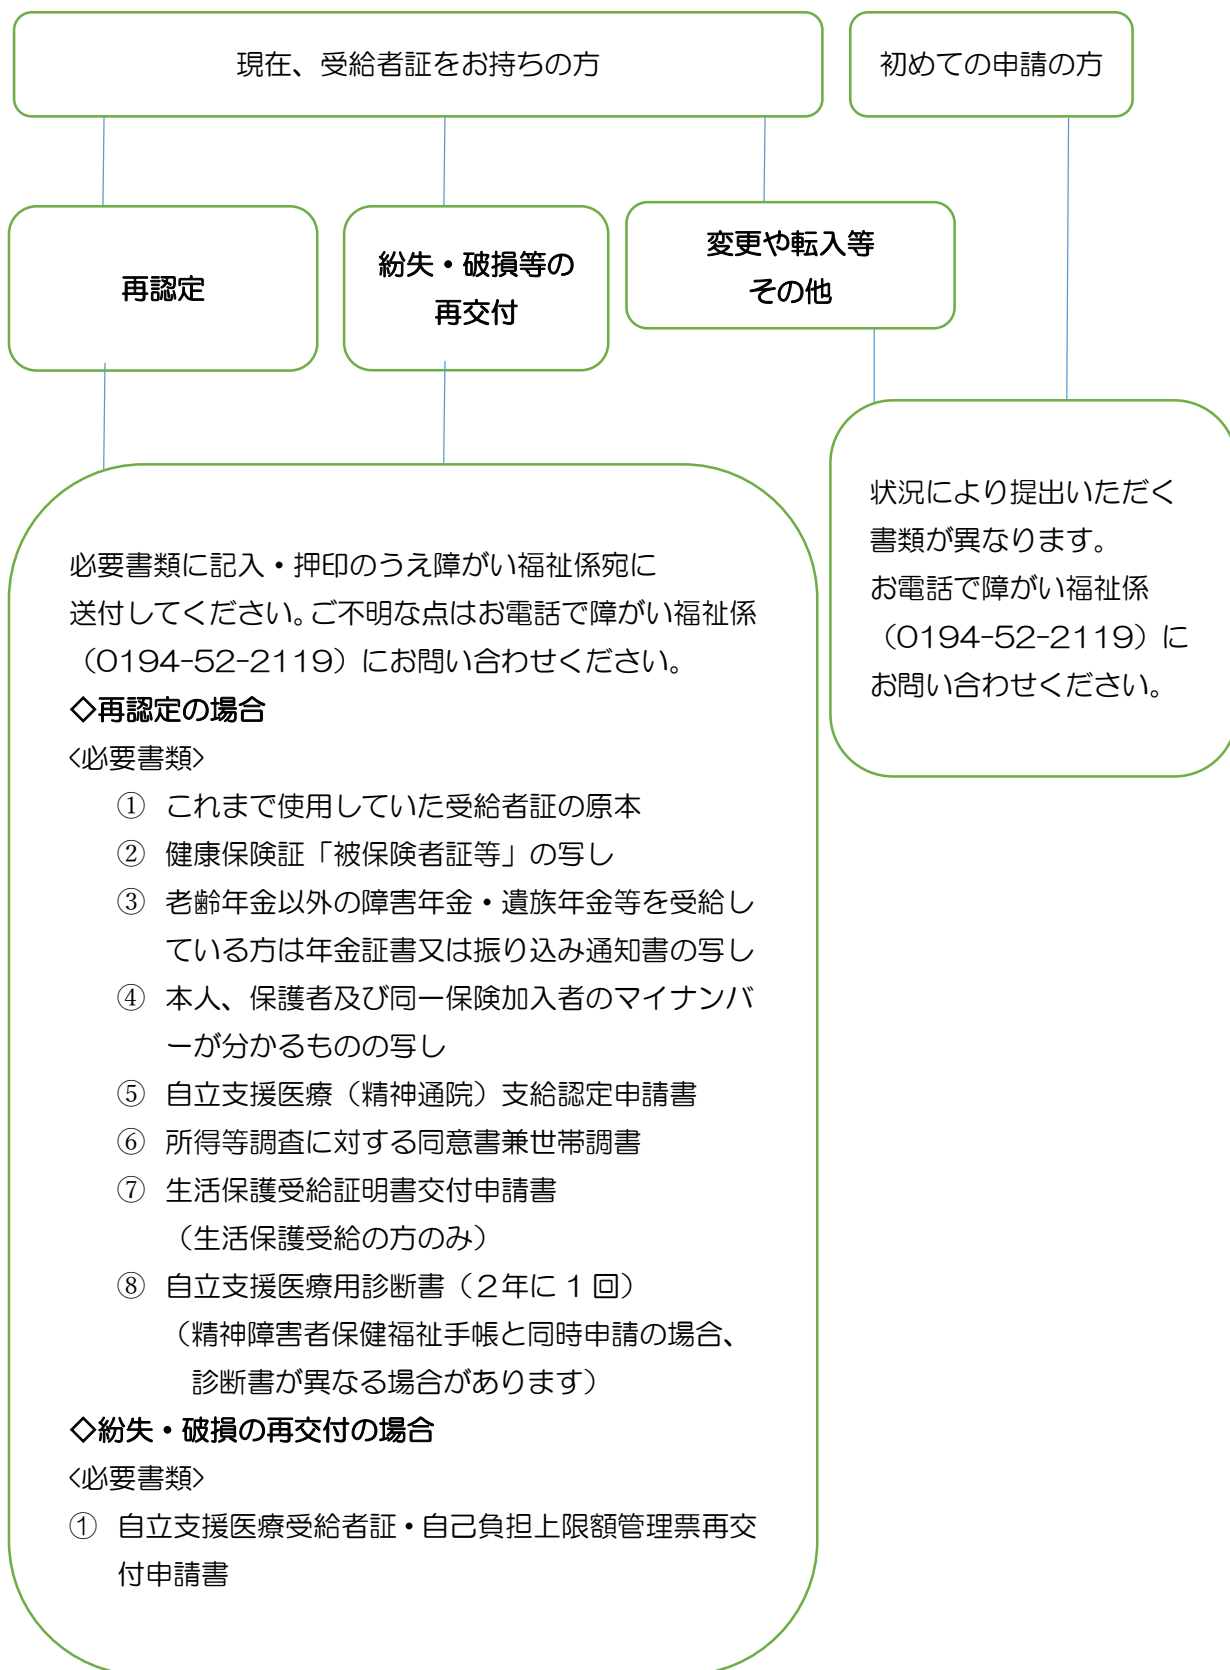 現在、受給者証をお持ちの方
初めての申請の方
再認定
紛失・破損等の
再交付
変更や転入等
その他
必要書類に記入・押印のうえ障がい福祉係宛に
送付してください。ご不明な点はお電話で障がい福祉係
（0194-52-2119）にお問い合わせください。
◇再認定の場合
<必要書類>
① これまで使用していた受給者証の原本
② 健康保険証「被保険者証等」の写し
③ 老齢年金以外の障害年金・遺族年金等を受給し
ている方は年金証書又は振り込み通知書の写し
④ 本人、保護者及び同一保険加入者のマイナンバ
ーが分かるものの写し
⑤ 自立支援医療（精神通院）支給認定申請書
⑥ 所得等調査に対する同意書兼世帯調書
⑦ 生活保護受給証明書交付申請書
（生活保護受給の方のみ）
⑧ 自立支援医療用診断書（２年に 1 回）
（精神障害者保健福祉手帳と同時申請の場合、
診断書が異なる場合があります）
◇紛失・破損の再交付の場合
<必要書類>
① 自立支援医療受給者証・自己負担上限額管理票再交
付申請書
状況により提出いただく
書類が異なります。
お電話で障がい福祉係
（0194-52-2119）に
お問い合わせください。